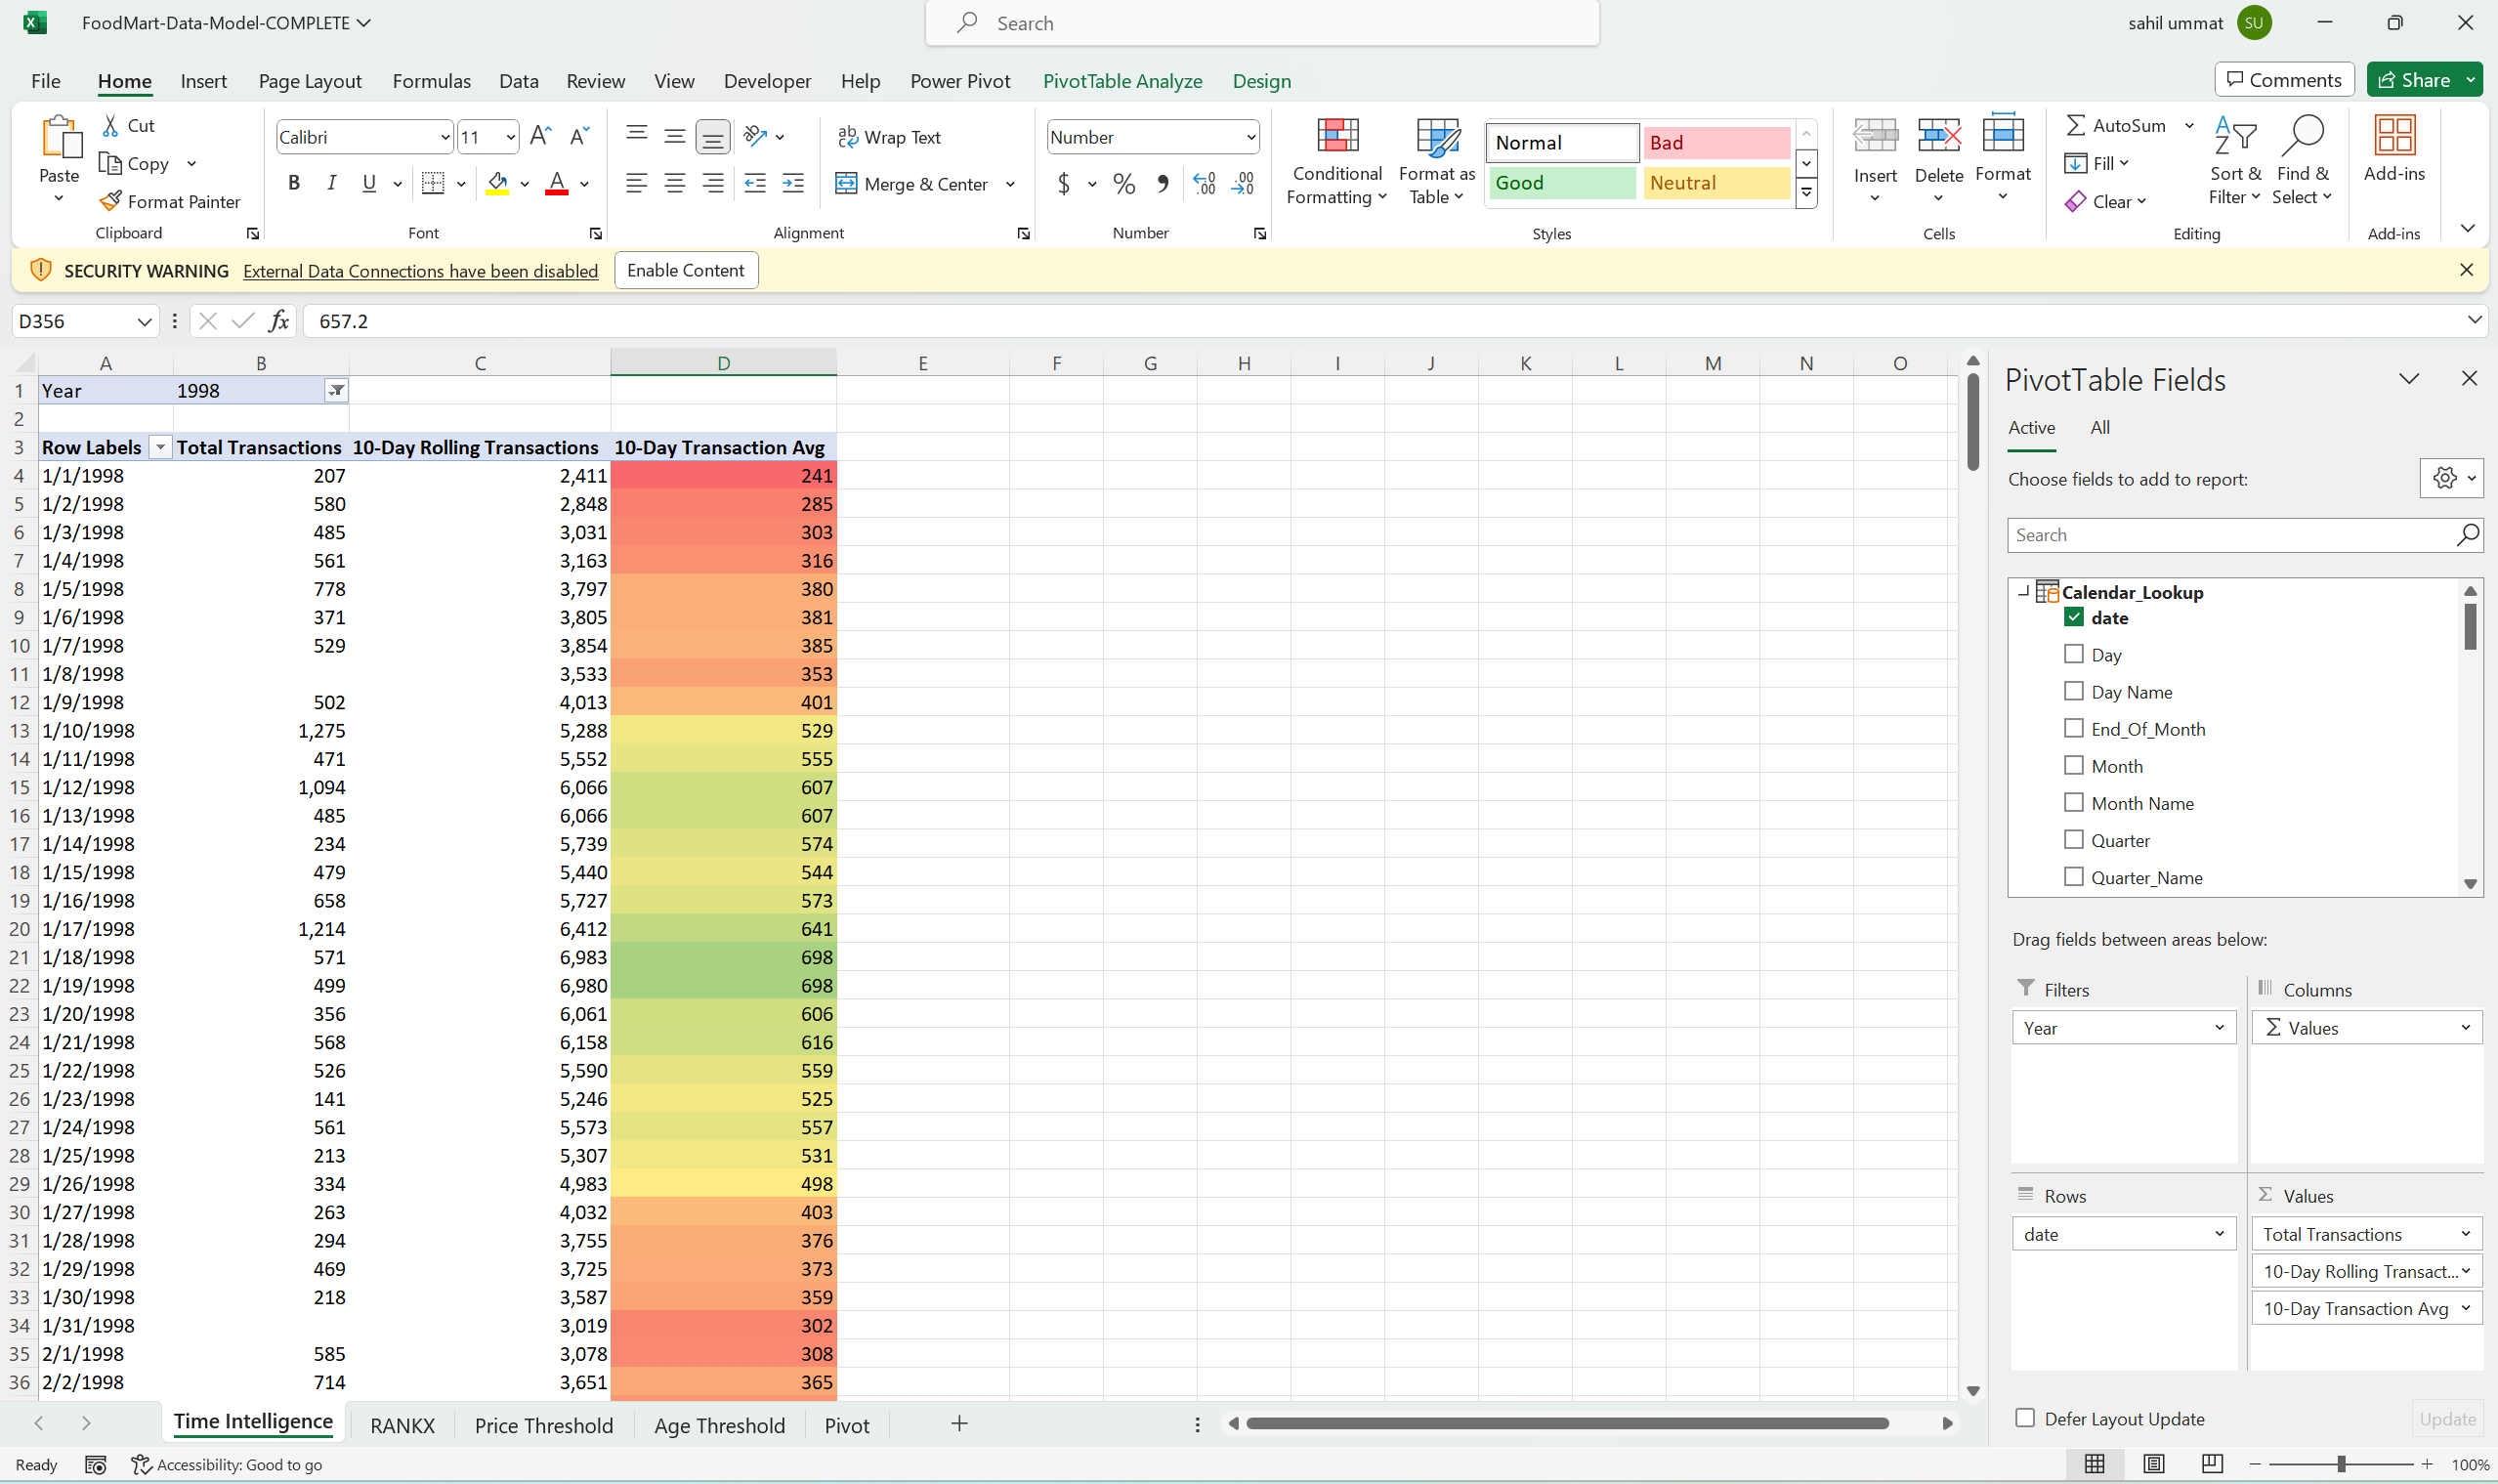 FoodMart-Data-Model-COMPLETE
Search
sahil ummat
SU
File Home Insert Page Layout Formulas Data Review View Developer Help Power Pivot PivotTable Analyze Design
Comments
Share
Paste
Cut
Copy
Format Painter
Clipboard
Calibri
11
B I U
Font
Wrap Text
Merge & Center
Alignment
Number
$ % ,
Number
Conditional Formatting
Format as Table
Normal
Bad
Good
Neutral
Styles
Insert
Delete
Format
Cells
AutoSum
Fill
Clear
Sort & Filter
Find & Select
Editing
Add-ins
Add-ins
SECURITY WARNING External Data Connections have been disabled Enable Content
D356
fx
657.2
A B C D E F G H I J K L M N O
1 Year 1998
2
3 Row Labels Total Transactions 10-Day Rolling Transactions 10-Day Transaction Avg
4 1/1/1998 207 2,411 241
5 1/2/1998 580 2,848 285
6 1/3/1998 485 3,031 303
7 1/4/1998 561 3,163 316
8 1/5/1998 778 3,797 380
9 1/6/1998 371 3,805 381
10 1/7/1998 529 3,854 385
11 1/8/1998 3,533 353
12 1/9/1998 502 4,013 401
13 1/10/1998 1,275 5,288 529
14 1/11/1998 471 5,552 555
15 1/12/1998 1,094 6,066 607
16 1/13/1998 485 6,066 607
17 1/14/1998 234 5,739 574
18 1/15/1998 479 5,440 544
19 1/16/1998 658 5,727 573
20 1/17/1998 1,214 6,412 641
21 1/18/1998 571 6,983 698
22 1/19/1998 499 6,980 698
23 1/20/1998 356 6,061 606
24 1/21/1998 568 6,158 616
25 1/22/1998 526 5,590 559
26 1/23/1998 141 5,246 525
27 1/24/1998 561 5,573 557
28 1/25/1998 213 5,307 531
29 1/26/1998 334 4,983 498
30 1/27/1998 263 4,032 403
31 1/28/1998 294 3,755 376
32 1/29/1998 469 3,725 373
33 1/30/1998 218 3,587 359
34 1/31/1998 3,019 302
35 2/1/1998 585 3,078 308
36 2/2/1998 714 3,651 365
PivotTable Fields
Active All
Choose fields to add to report:
Search
Calendar_Lookup
date
Day
Day Name
End_Of_Month
Month
Month Name
Quarter
Quarter_Name
Drag fields between areas below:
Filters
Year
Columns
Σ Values
Rows
date
Σ Values
Total Transactions
10-Day Rolling Transact...
10-Day Transaction Avg
Defer Layout Update
Update
Time Intelligence RANKX Price Threshold Age Threshold Pivot
Ready
Accessibility: Good to go
100%